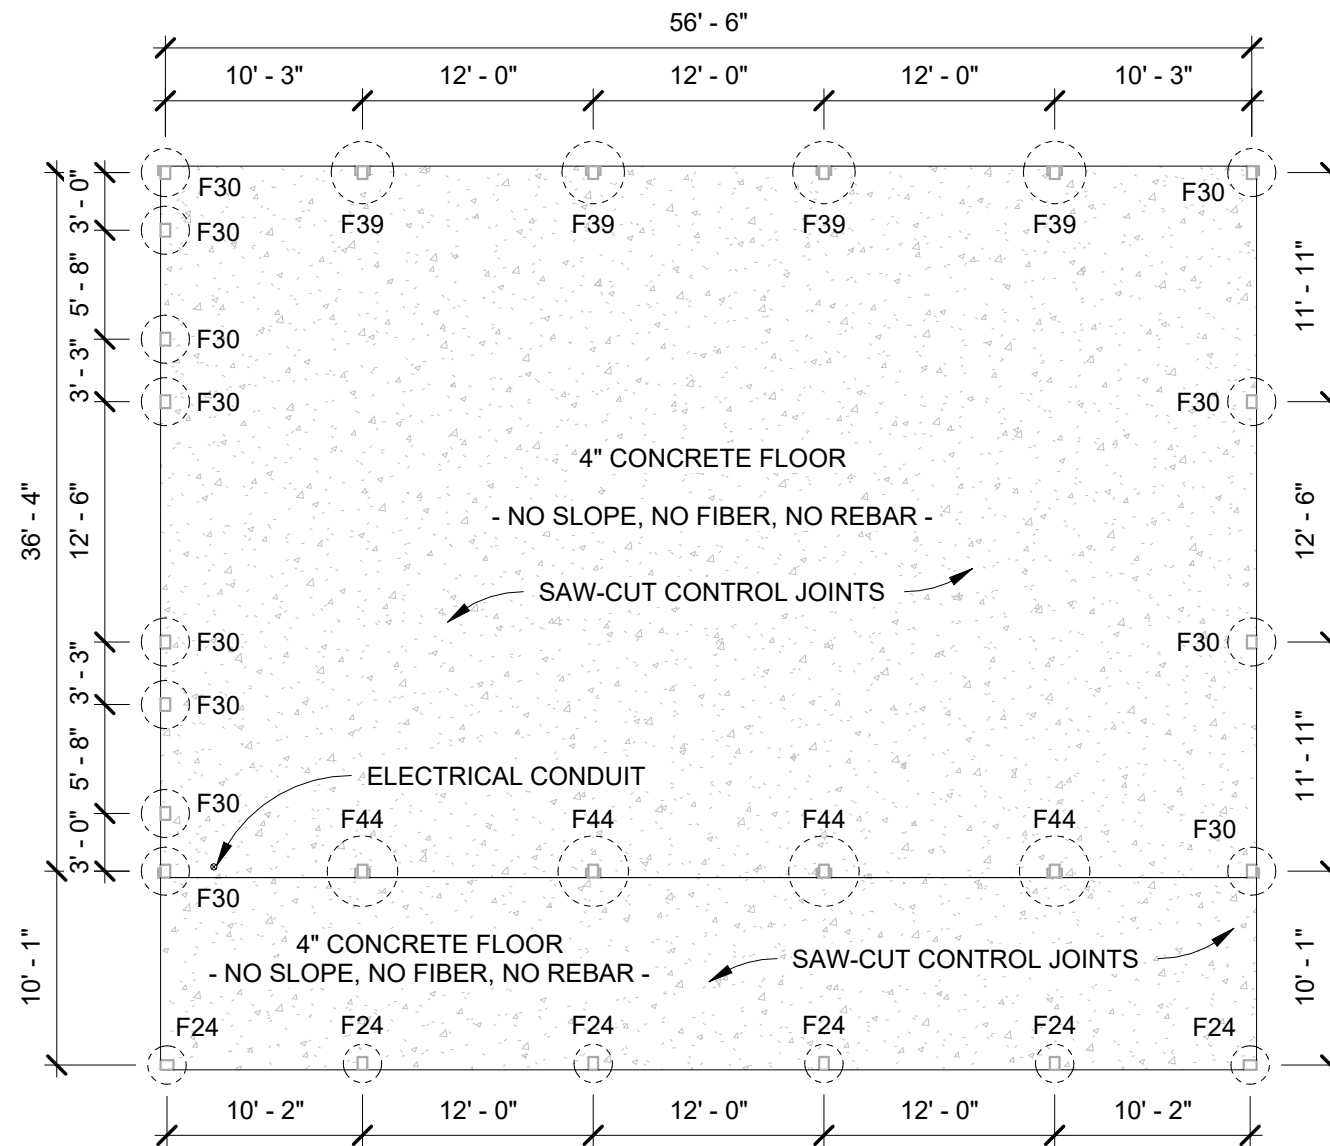 56' - 6"
10' - 3" 12' - 0" 12' - 0" 12' - 0" 10' - 3"
F30 F39 F39 F39 F39 F30
3' - 0"
F30
5' - 8"
11' - 11"
F30
3' - 3"
F30 F30
4" CONCRETE FLOOR
- NO SLOPE, NO FIBER, NO REBAR -
36' - 4"
12' - 6"
12' - 6"
SAW-CUT CONTROL JOINTS
F30 F30
3' - 3"
F30
5' - 8"
11' - 11"
ELECTRICAL CONDUIT
F30
3' - 0"
F44 F44 F44 F44 F30
F30
4" CONCRETE FLOOR
- NO SLOPE, NO FIBER, NO REBAR -
SAW-CUT CONTROL JOINTS
10' - 1"
10' - 1"
F24 F24 F24 F24 F24 F24
10' - 2" 12' - 0" 12' - 0" 12' - 0" 10' - 2"